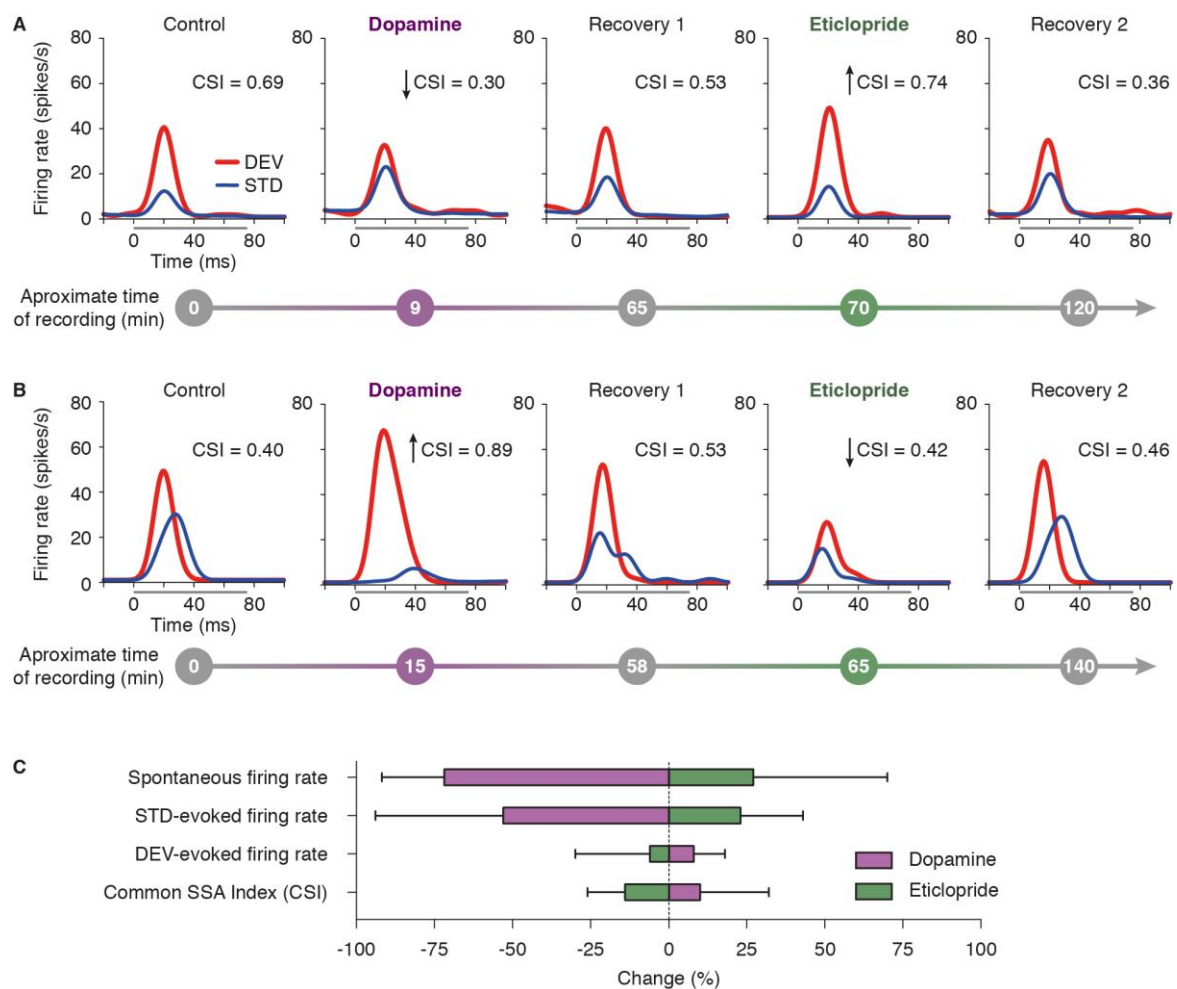 A
Control
Dopamine
Recovery 1
Eticlopride
Recovery 2
80 80 80 80 80
60
40
20
0
Firing rate (spikes/s)
CSI = 0.69
CSI = 0.30
CSI = 0.53
CSI = 0.74
CSI = 0.36
DEV
STD
0 40 80
0 40 80
0 40 80
0 40 80
0 40 80
Time (ms)
Aproximate time
of recording (min)
0 9 65 70 120
B
Control
Dopamine
Recovery 1
Eticlopride
Recovery 2
80 80 80 80
60
40
20
0
Firing rate (spikes/s)
CSI = 0.40
CSI = 0.89
CSI = 0.53
CSI = 0.42
CSI = 0.46
0 40 80
0 40 80
0 40 80
0 40 80
0 40 80
Time (ms)
Aproximate time
of recording (min)
0 15 58 65 140
C
Spontaneous firing rate
STD-evoked firing rate
DEV-evoked firing rate
Common SSA Index (CSI)
Dopamine
Eticlopride
-100 -75 -50 -25 0 25 50 75 100
Change (%)